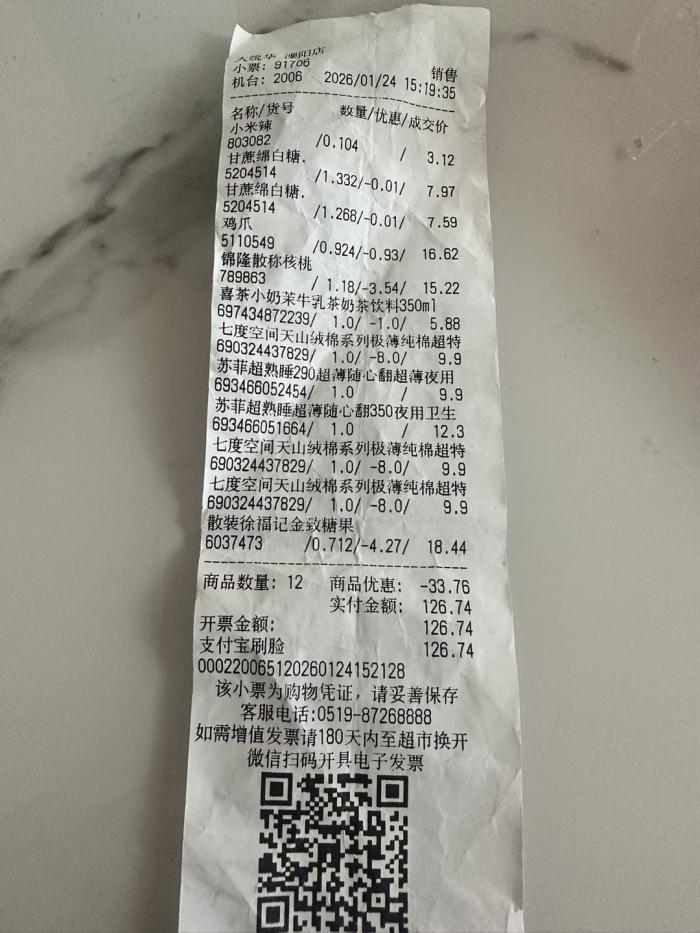 大统华 溧阳店
小票: 91706 销售
机台: 2006 2026/01/24 15:19:35
名称/货号 数量/优惠/成交价
小米辣
803082 /0.104 / 3.12
甘蔗绵白糖.
5204514 /1.332/-0.01/ 7.97
甘蔗绵白糖.
5204514 /1.268/-0.01/ 7.59
鸡爪
5110549 /0.924/-0.93/ 16.62
锦隆散称核桃
789863 / 1.18/-3.54/ 15.22
喜茶小奶茉牛乳茶奶茶饮料350ml
697434872239/ 1.0/ -1.0/ 5.88
七度空间天山绒棉系列极薄纯棉超特
690324437829/ 1.0/ -8.0/ 9.9
苏菲超熟睡290超薄随心翻超薄夜用
693466052454/ 1.0 / 9.9
苏菲超熟睡超薄随心翻350夜用卫生
693466051664/ 1.0 / 12.3
七度空间天山绒棉系列极薄纯棉超特
690324437829/ 1.0/ -8.0/ 9.9
七度空间天山绒棉系列极薄纯棉超特
690324437829/ 1.0/ -8.0/ 9.9
散装徐福记金致糖果
6037473 /0.712/-4.27/ 18.44
商品数量: 12 商品优惠: -33.76
实付金额: 126.74
开票金额: 126.74
支付宝刷脸 126.74
000220065120260124152128
该小票为购物凭证，请妥善保存
客服电话:0519-87268888
如需增值发票请180天内至超市换开
微信扫码开具电子发票